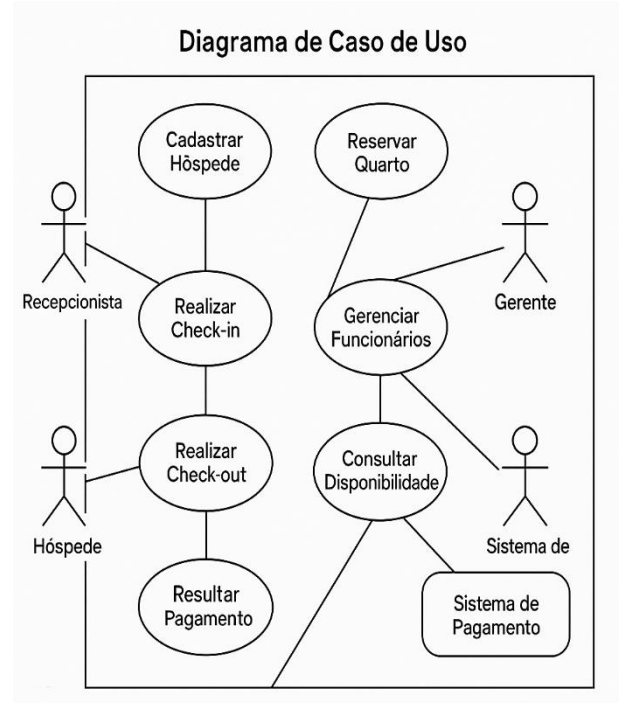 Diagrama de Caso de Uso
Cadastrar
Hõspede
Reservar
Quarto
Recepcionista
Realizar
Check-in
Gerenciar
Funcionários
Gerente
Hóspede
Realizar
Check-out
Consultar
Disponibilidade
Sistema de
Resultar
Pagamento
Sistema de
Pagamento